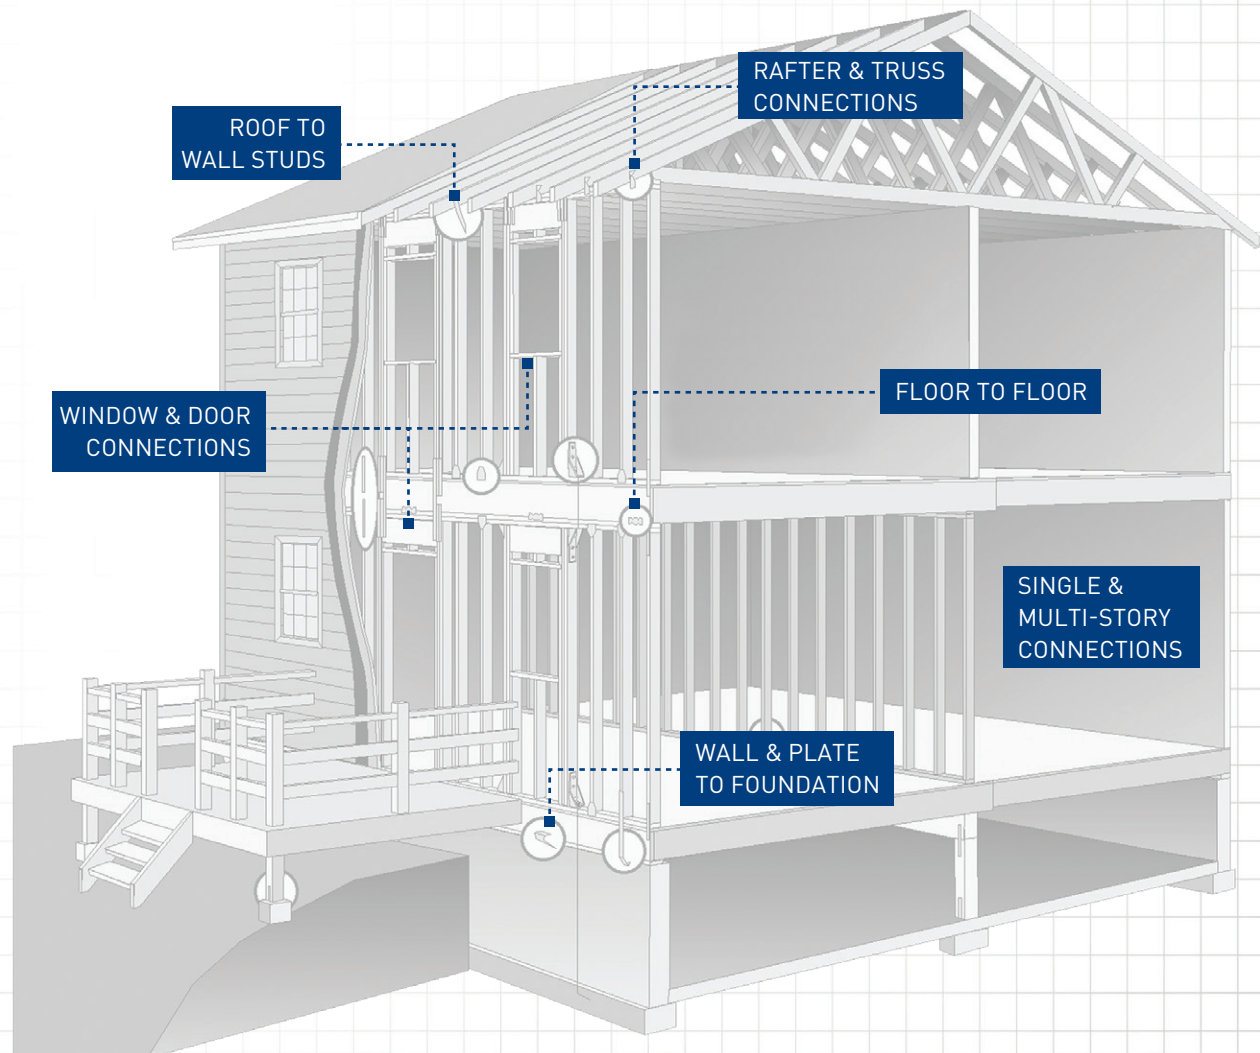 RAFTER & TRUSS
CONNECTIONS
ROOF TO
WALL STUDS
FLOOR TO FLOOR
WINDOW & DOOR
CONNECTIONS
SINGLE &
MULTI-STORY
CONNECTIONS
WALL & PLATE
TO FOUNDATION